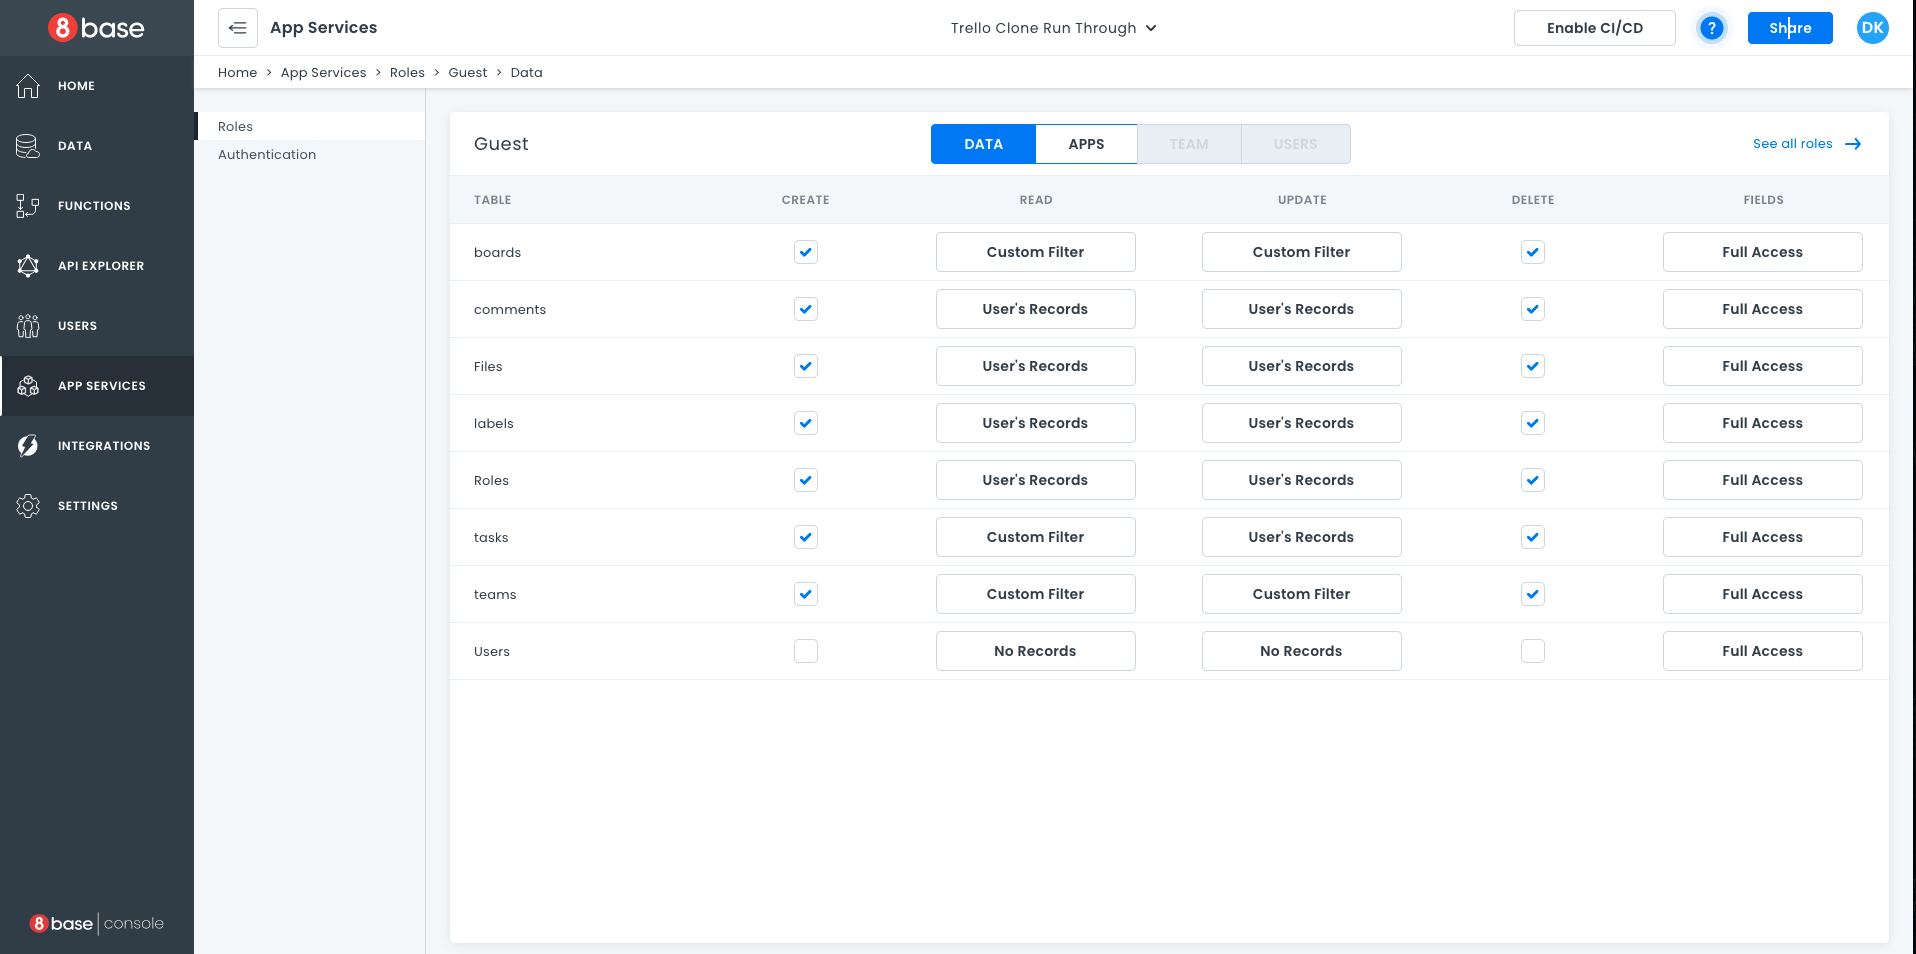 8base
App Services
Trello Clone Run Through
Enable CI/CD
?
Share
DK
Home > App Services > Roles > Guest > Data
HOME
DATA
FUNCTIONS
API EXPLORER
USERS
APP SERVICES
INTEGRATIONS
SETTINGS
8base | console
Roles
Authentication
Guest
DATA APPS TEAM USERS
See all roles
TABLE CREATE READ UPDATE DELETE FIELDS
boards Custom Filter Custom Filter Full Access
comments User's Records User's Records Full Access
Files User's Records User's Records Full Access
labels User's Records User's Records Full Access
Roles User's Records User's Records Full Access
tasks Custom Filter User's Records Full Access
teams Custom Filter Custom Filter Full Access
Users No Records No Records Full Access